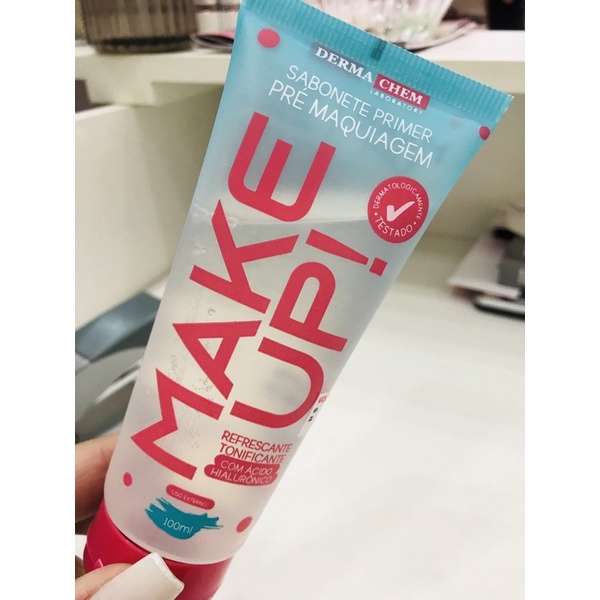 DERMA CHEM
LABORATORY
SABONETE PRIMER
PRÉ MAQUIAGEM
DERMATOLOGICAMENTE
TESTADO
MAKE
UP!
REFRESCANTE
TONIFICANTE
COM ÁCIDO
HIALURÔNICO
USO EXTERNO
100ml